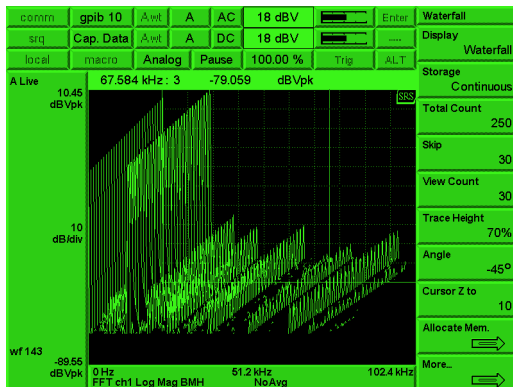 comm gpib 10 Awt A AC 18 dBV Enter Waterfall
srq Cap. Data Awt A DC 18 dBV ---- Display
Waterfall
local macro Analog Pause 100.00 % Trig ALT
Storage
Continuous
A Live 67.584 kHz : 3 -79.059 dBVpk
10.45
dBVpk
SRS
Total Count
250
Skip
30
View Count
30
Trace Height
70%
10
dB/div
Angle
-45º
Cursor Z to
10
Allocate Mem.
wf 143
-89.55
dBVpk
More...
0 Hz 51.2 kHz 102.4 kHz
FFT ch1 Log Mag BMH NoAvg